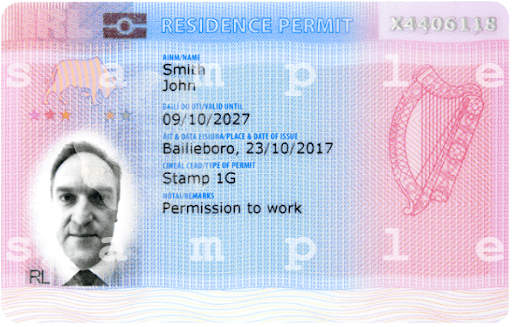 IRL RESIDENCE PERMIT X4406118
sample
AINM/NAME
Smith
John
BAILÍ DO DTÍ/VALID UNTIL
09/10/2027
ÁIT & DATA EISIÚNA/PLACE & DATE OF ISSUE
Bailieboro, 23/10/2017
CINEÁL CEAD/TYPE OF PERMIT
Stamp 1G
NÓTAÍ/REMARKS
Permission to work
sample
RL